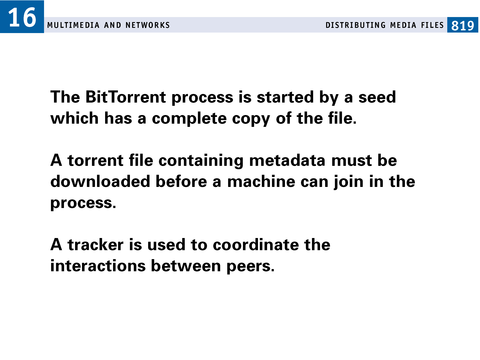 16
MULTIMEDIA AND NETWORKS
DISTRIBUTING MEDIA FILES 819
The BitTorrent process is started by a seed
which has a complete copy of the file.
A torrent file containing metadata must be
downloaded before a machine can join in the
process.
A tracker is used to coordinate the
interactions between peers.